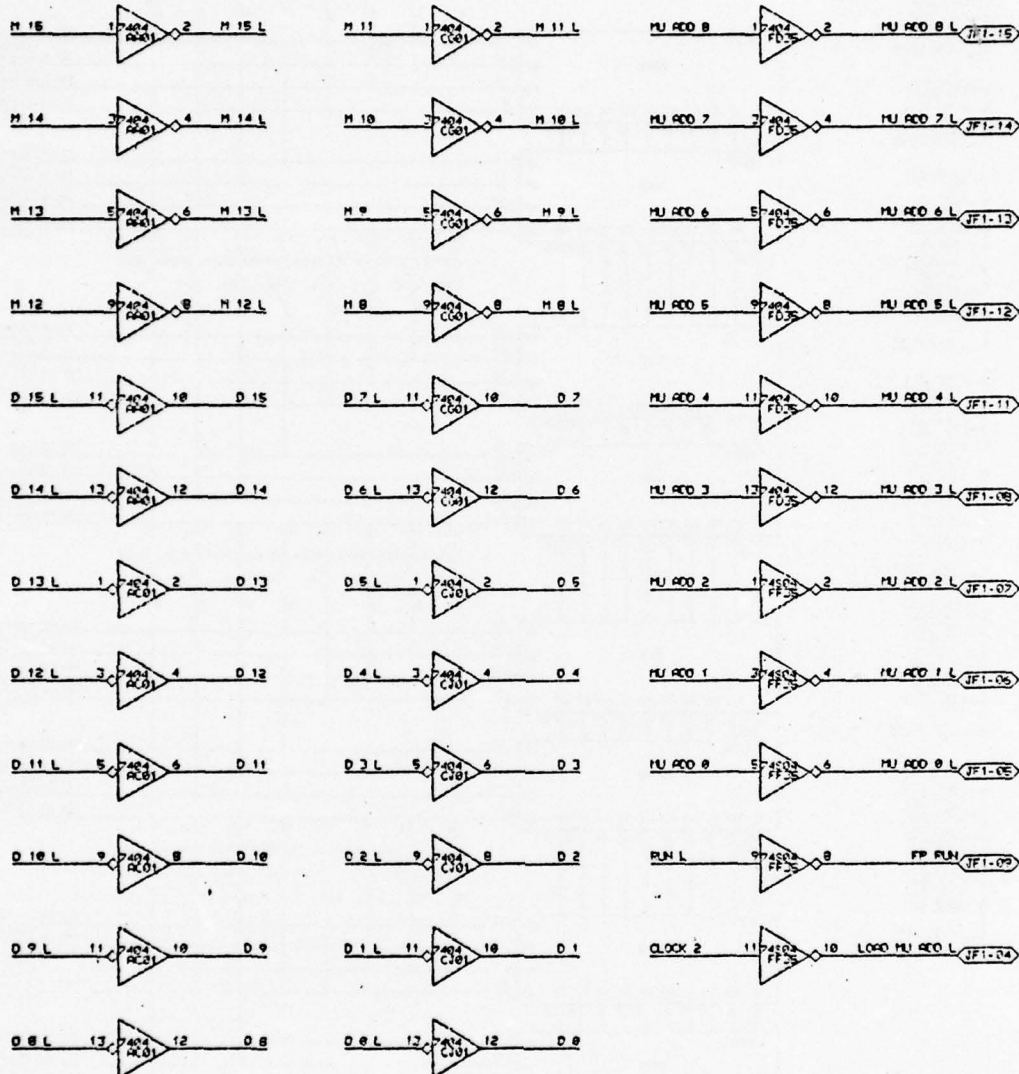 M 15 1 7404 AA01 2 M 15 L M 11 1 7404 CG01 2 M 11 L MU ADD 8 1 7404 FD35 2 MU ADD 8 L JF1-15
M 14 3 7404 AA01 4 M 14 L M 10 3 7404 CG01 4 M 10 L MU ADD 7 3 7404 FD35 4 MU ADD 7 L JF1-14
M 13 5 7404 AA01 6 M 13 L M 9 5 7404 CG01 6 M 9 L MU ADD 6 5 7404 FD35 6 MU ADD 6 L JF1-13
M 12 9 7404 AA01 8 M 12 L M 8 9 7404 CG01 8 M 8 L MU ADD 5 9 7404 FD35 8 MU ADD 5 L JF1-12
D 15 L 11 7404 AA01 10 D 15 D 7 L 11 7404 CG01 10 D 7 MU ADD 4 11 7404 FD35 10 MU ADD 4 L JF1-11
D 14 L 13 7404 AA01 12 D 14 D 6 L 13 7404 CG01 12 D 6 MU ADD 3 13 7404 FD35 12 MU ADD 3 L JF1-08
D 13 L 1 7404 AC01 2 D 13 D 5 L 1 7404 CJ01 2 D 5 MU ADD 2 1 74S04 FF35 2 MU ADD 2 L JF1-07
D 12 L 3 7404 AC01 4 D 12 D 4 L 3 7404 CJ01 4 D 4 MU ADD 1 3 74S04 FF35 4 MU ADD 1 L JF1-06
D 11 L 5 7404 AC01 6 D 11 D 3 L 5 7404 CJ01 6 D 3 MU ADD 0 5 74S04 FF35 6 MU ADD 0 L JF1-05
D 10 L 9 7404 AC01 8 D 10 D 2 L 9 7404 CJ01 8 D 2 RUN L 9 74S04 FF35 8 FP RUN JF1-09
D 9 L 11 7404 AC01 10 D 9 D 1 L 11 7404 CJ01 10 D 1 CLOCK 2 11 74S04 FF35 10 LOAD MU ADD L JF1-04
D 8 L 13 7404 AC01 12 D 8 D 0 L 13 7404 CJ01 12 D 0